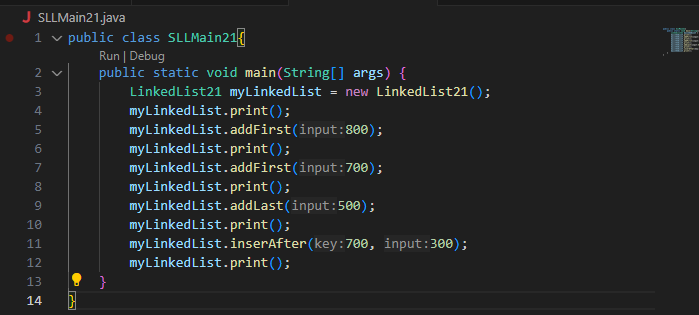 SLLMain21.java
1 public class SLLMain21{
Run | Debug
2 public static void main(String[] args) {
3 LinkedList21 myLinkedList = new LinkedList21();
4 myLinkedList.print();
5 myLinkedList.addFirst(input:800);
6 myLinkedList.print();
7 myLinkedList.addFirst(input:700);
8 myLinkedList.print();
9 myLinkedList.addLast(input:500);
10 myLinkedList.print();
11 myLinkedList.inserAfter(key:700, input:300);
12 myLinkedList.print();
13 }
14 }